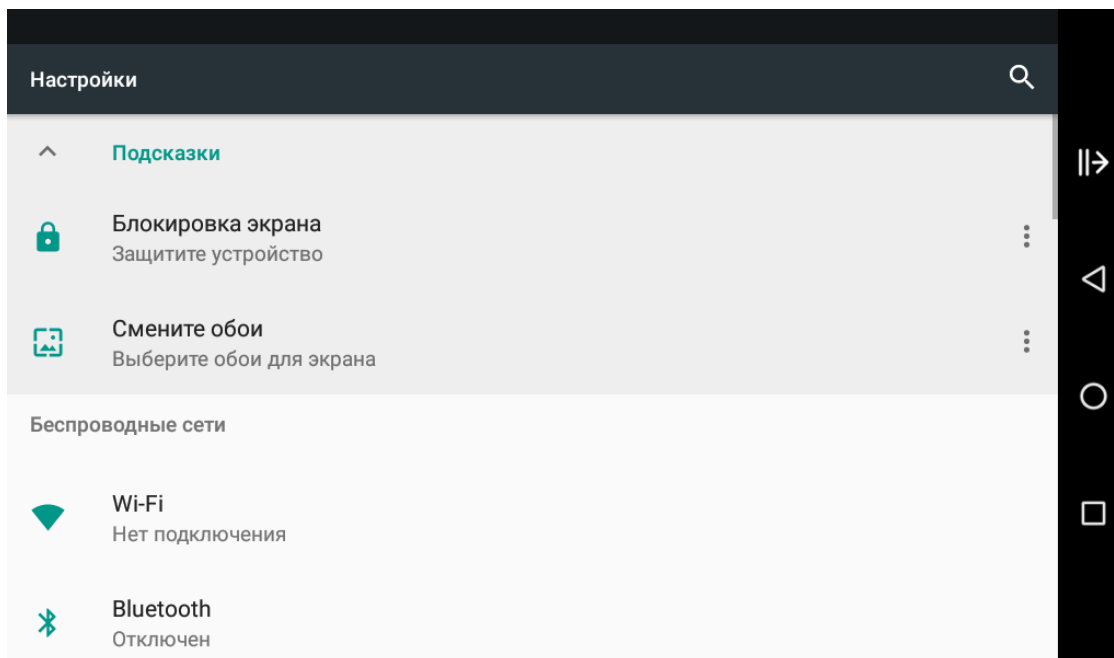 Настройки
Подсказки
Блокировка экрана
Защитите устройство
Смените обои
Выберите обои для экрана
Беспроводные сети
Wi-Fi
Нет подключения
Bluetooth
Отключен